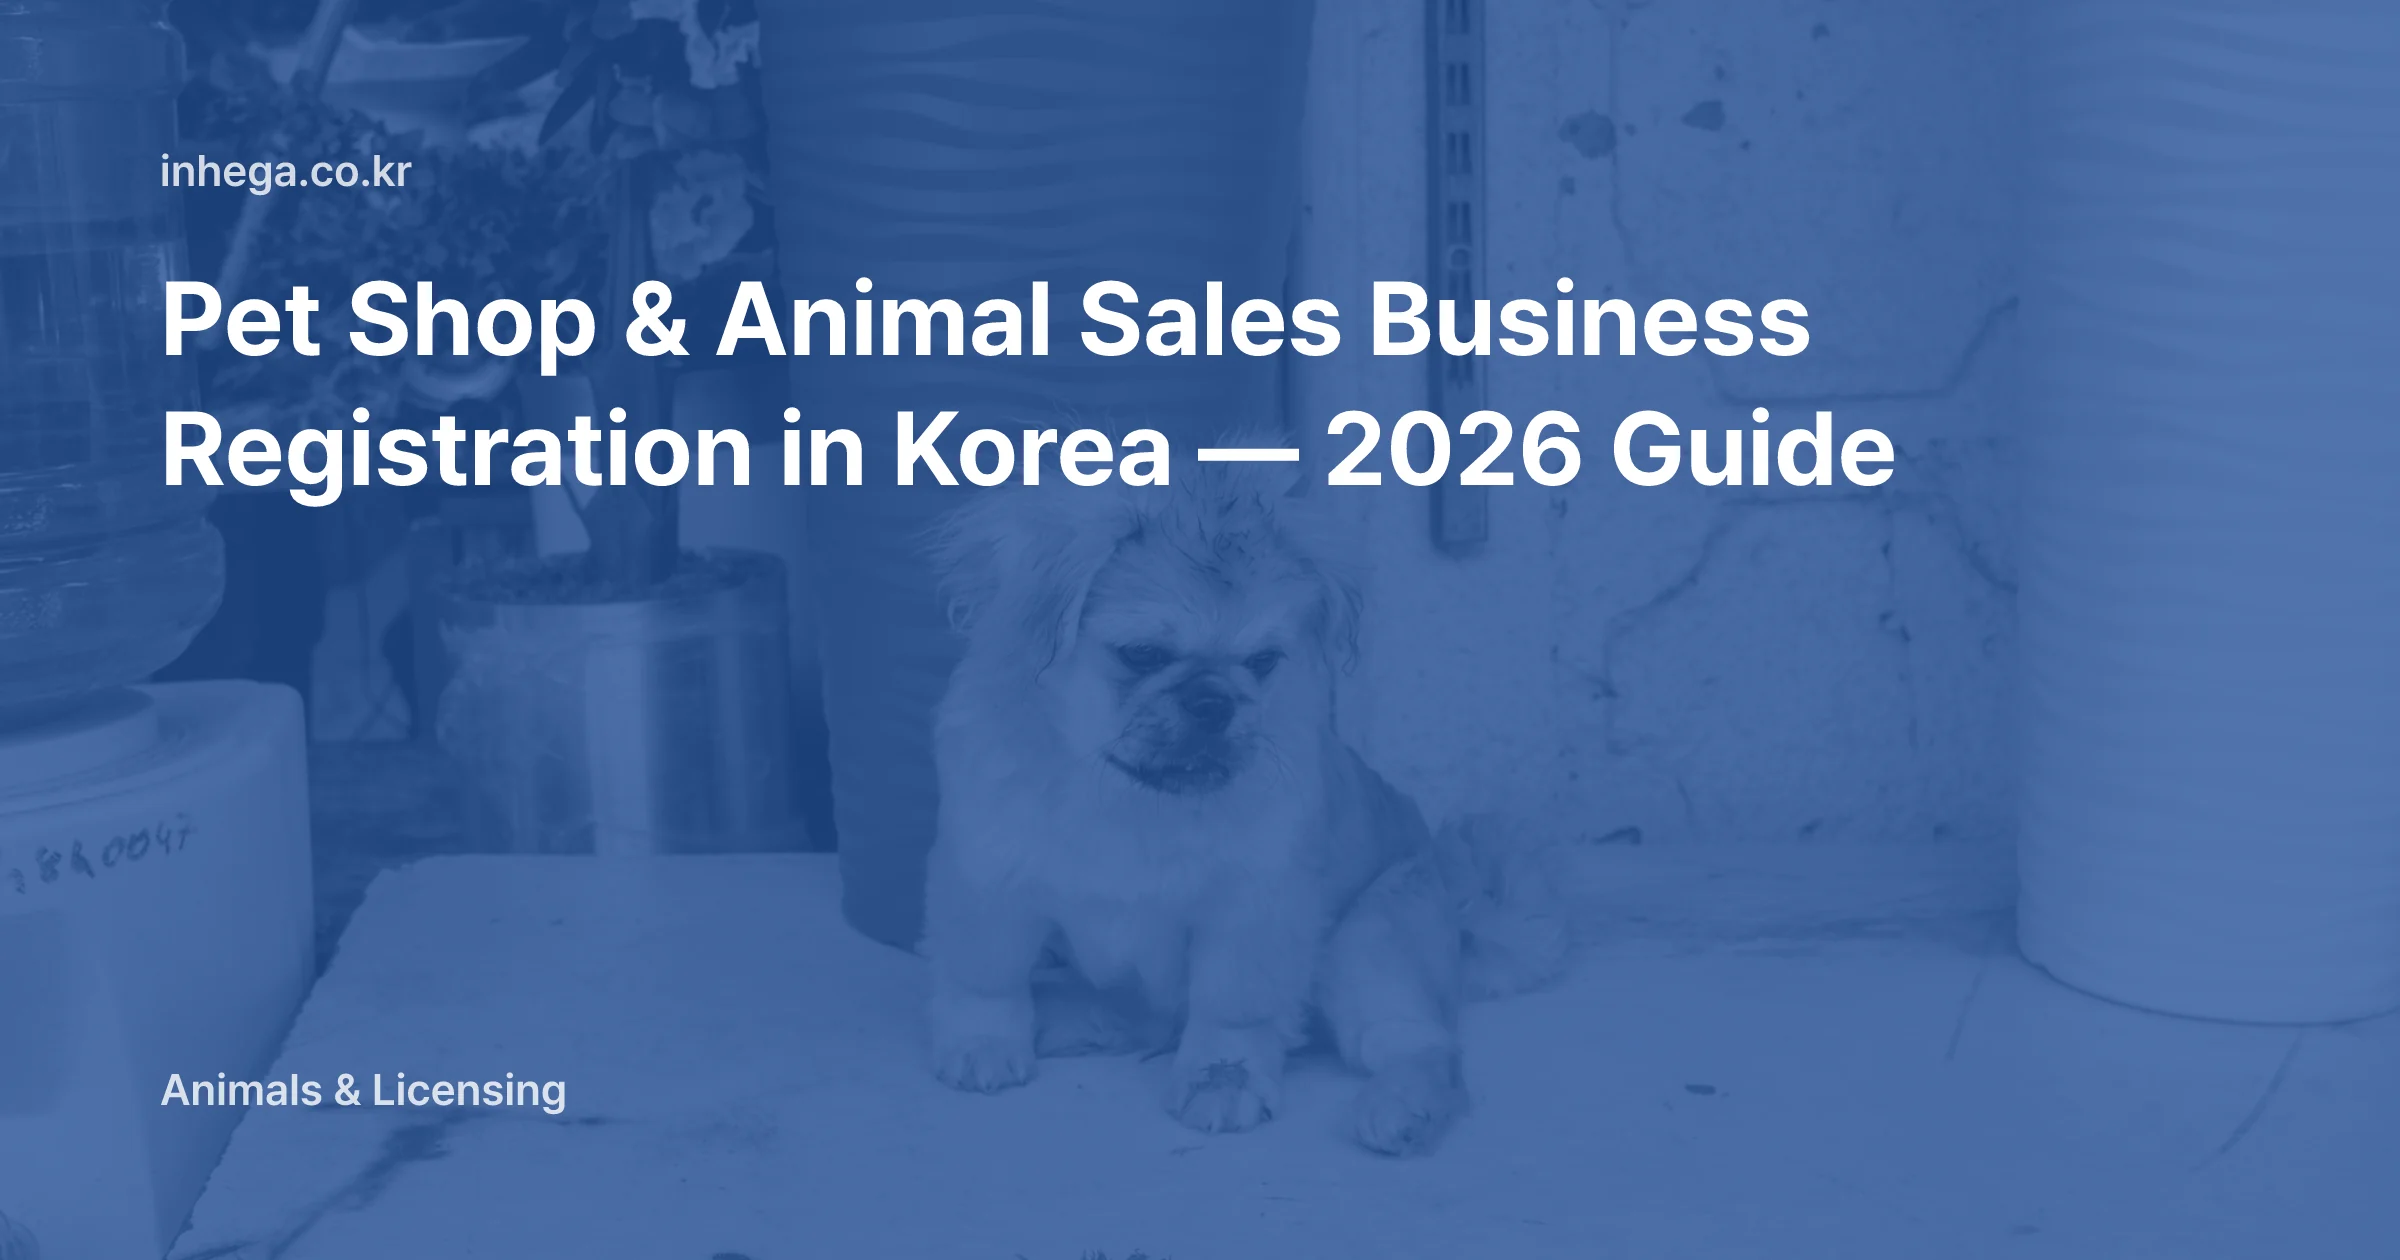 inhega.co.kr
Pet Shop & Animal Sales Business
Registration in Korea — 2026 Guide
Animals & Licensing